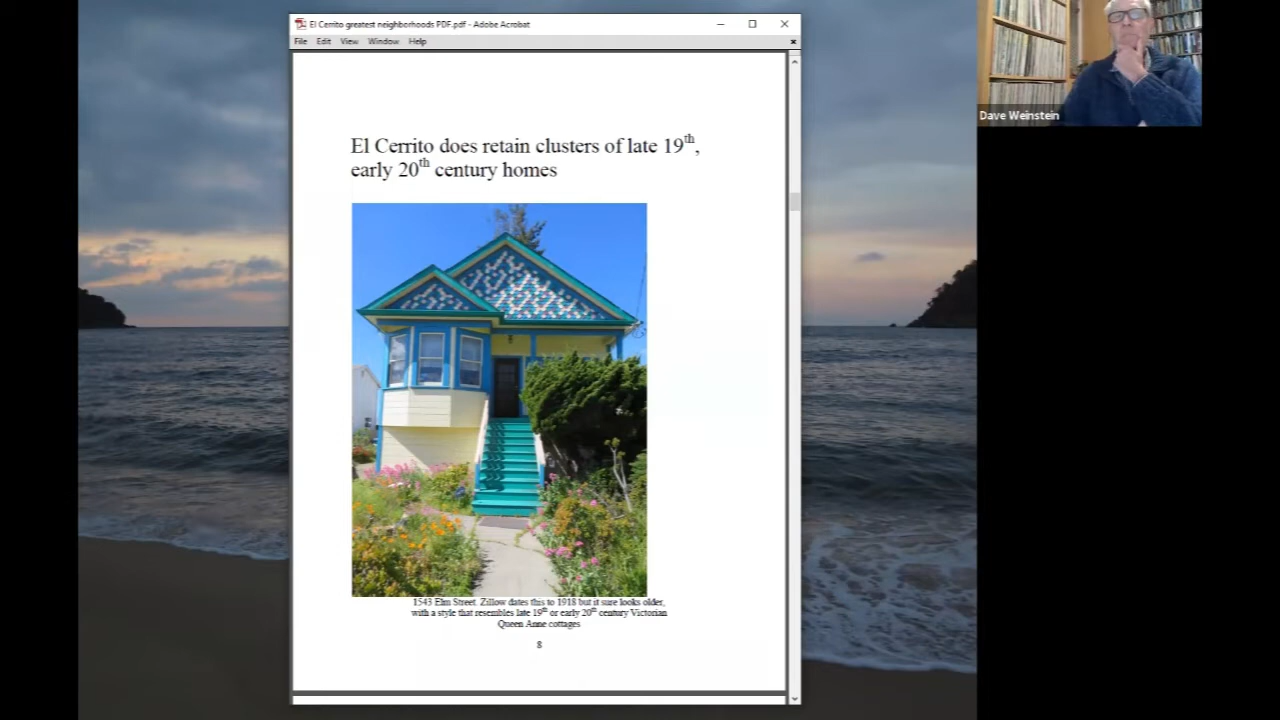 El Cerrito greatest neighborhoods PDF.pdf - Adobe Acrobat
File Edit View Window Help
El Cerrito does retain clusters of late 19th,
early 20th century homes
1543 Elm Street. Zillow dates this to 1918 but it sure looks older,
with a style that resembles late 19th or early 20th century Victorian
Queen Anne cottages
8
Dave Weinstein